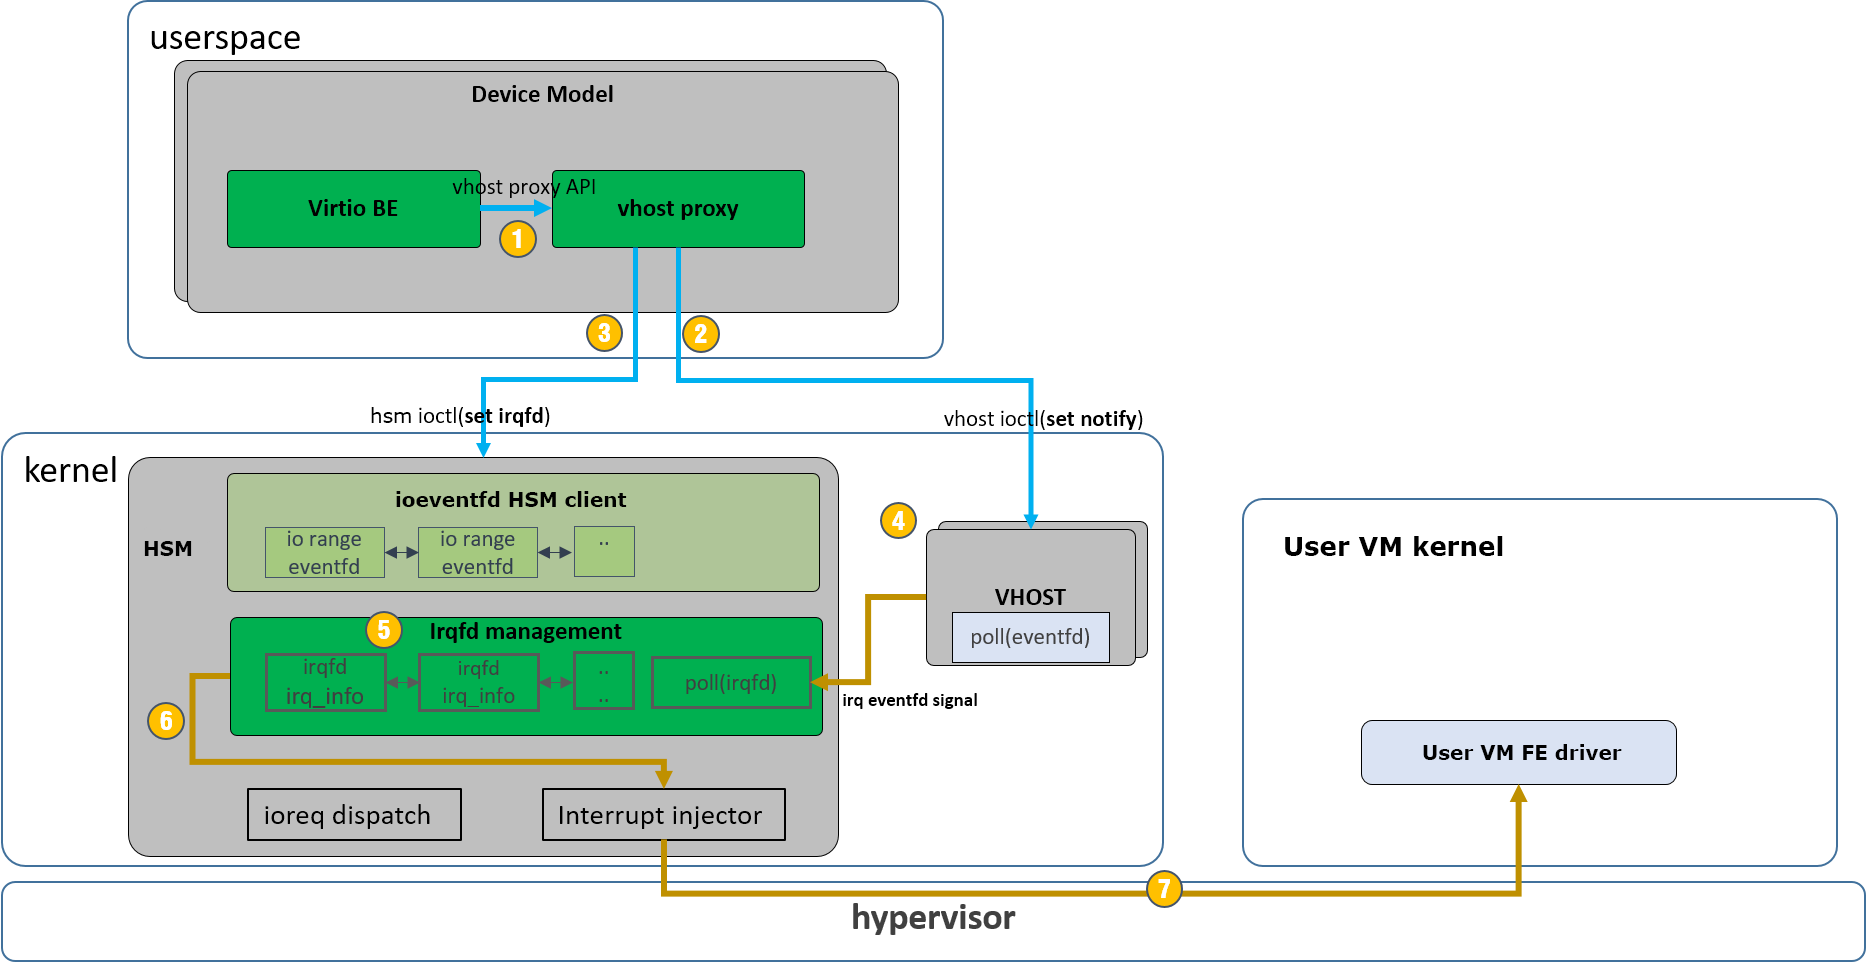 userspace
Device Model
vhost proxy API
Virtio BE
vhost proxy
1
3
2
hsm ioctl(set irqfd)
vhost ioctl(set notify)
kernel
ioeventfd HSM client
HSM
io range
eventfd
io range
eventfd
..
4
VHOST
poll(eventfd)
5
Irqfd management
irqfd
irq_info
irqfd
irq_info
..
..
poll(irqfd)
irq eventfd signal
6
ioreq dispatch
Interrupt injector
User VM kernel
User VM FE driver
7
hypervisor